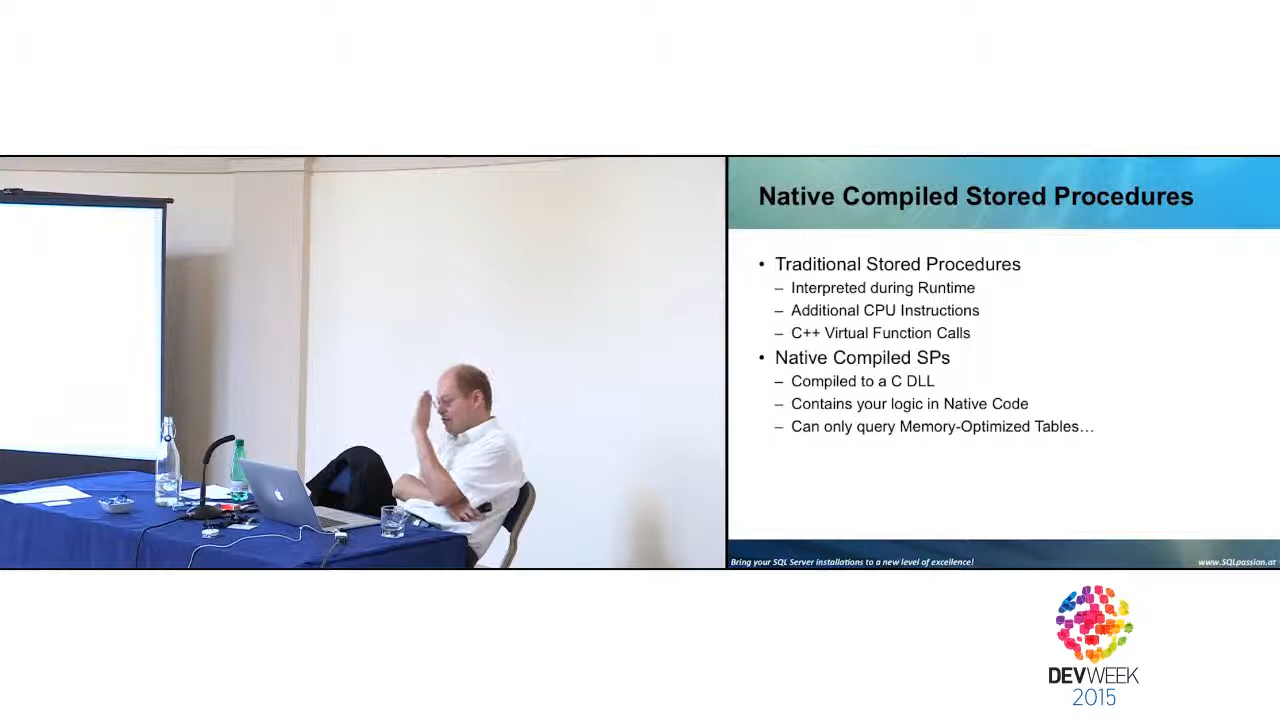 Native Compiled Stored Procedures
• Traditional Stored Procedures
– Interpreted during Runtime
– Additional CPU Instructions
– C++ Virtual Function Calls
• Native Compiled SPs
– Compiled to a C DLL
– Contains your logic in Native Code
– Can only query Memory-Optimized Tables…
Bring your SQL Server installations to a new level of excellence!
www.SQLpassion.at
DEVWEEK
2015